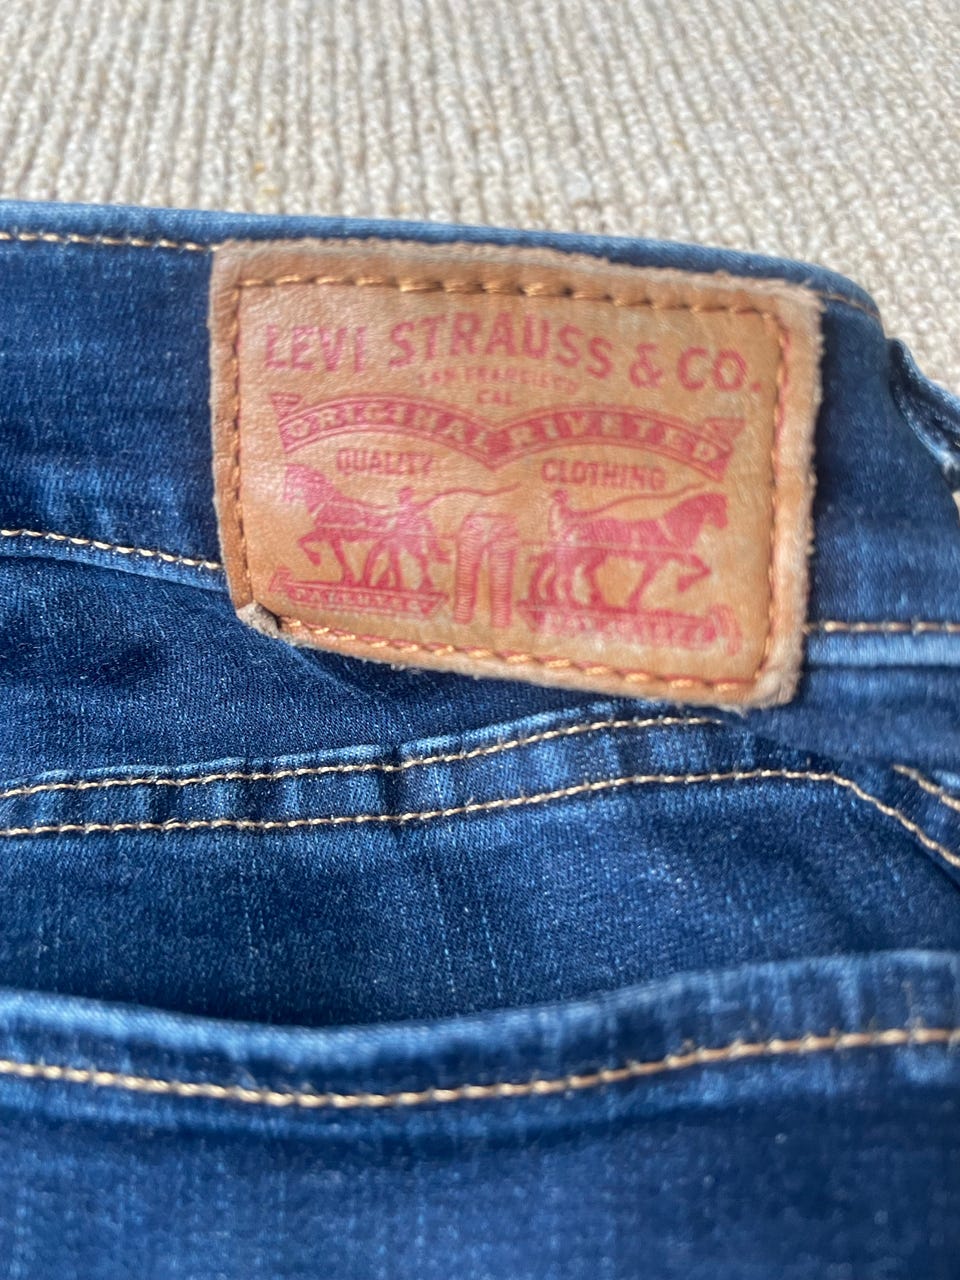 LEVI STRAUSS & CO.
SAN FRANCISCO
CAL
ORIGINAL RIVETED
QUALITY CLOTHING